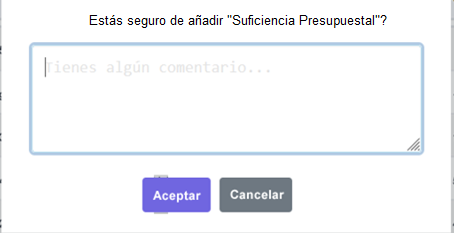 Estás seguro de añadir "Suficiencia Presupuestal"?
Tienes algún comentario...
Aceptar
Cancelar